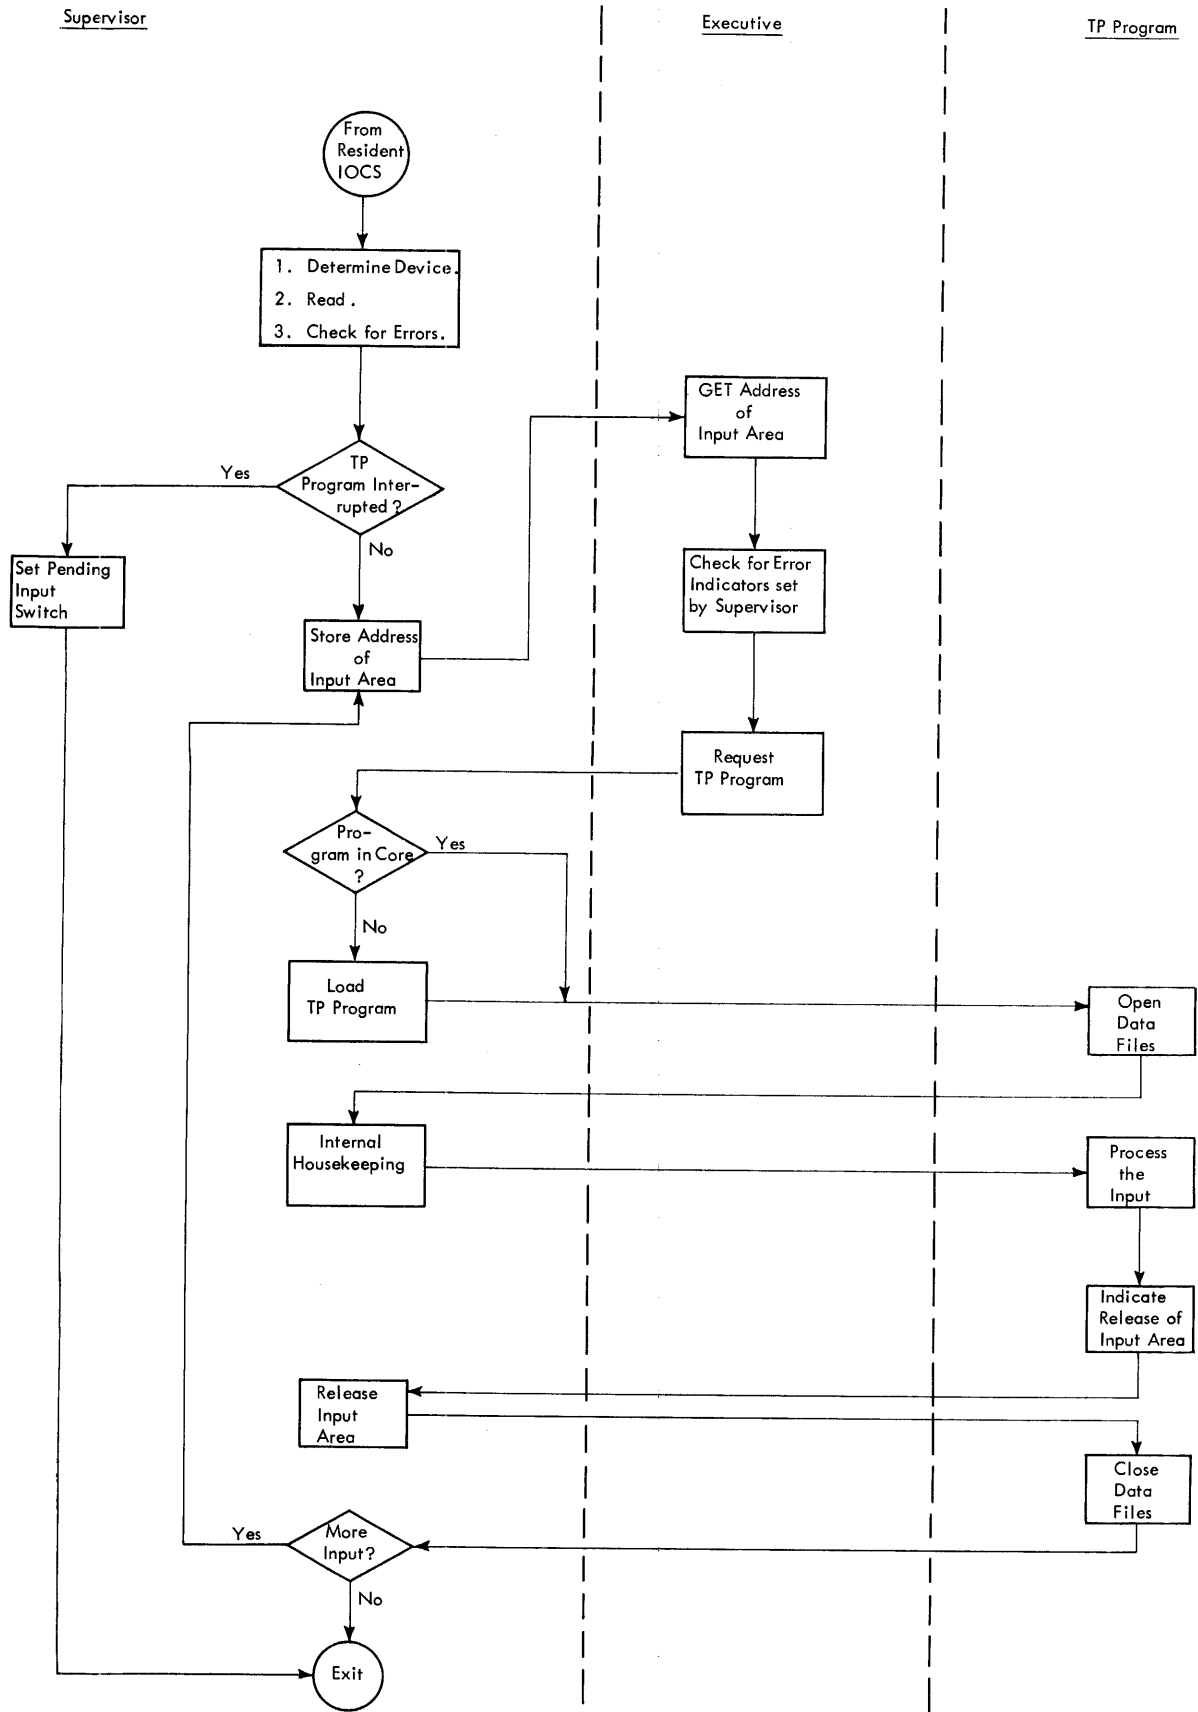 Supervisor
Executive
TP Program
From
Resident
IOCS
1. Determine Device.
2. Read.
3. Check for Errors.
GET Address
of
Input Area
TP
Program Inter-
rupted?
Yes
No
Set Pending
Input
Switch
Check for Error
Indicators set
by Supervisor
Store Address
of
Input Area
Request
TP Program
Pro-
gram in Core
?
Yes
No
Load
TP Program
Open
Data
Files
Internal
Housekeeping
Process
the
Input
Indicate
Release of
Input Area
Release
Input
Area
Close
Data
Files
More
Input?
Yes
No
Exit